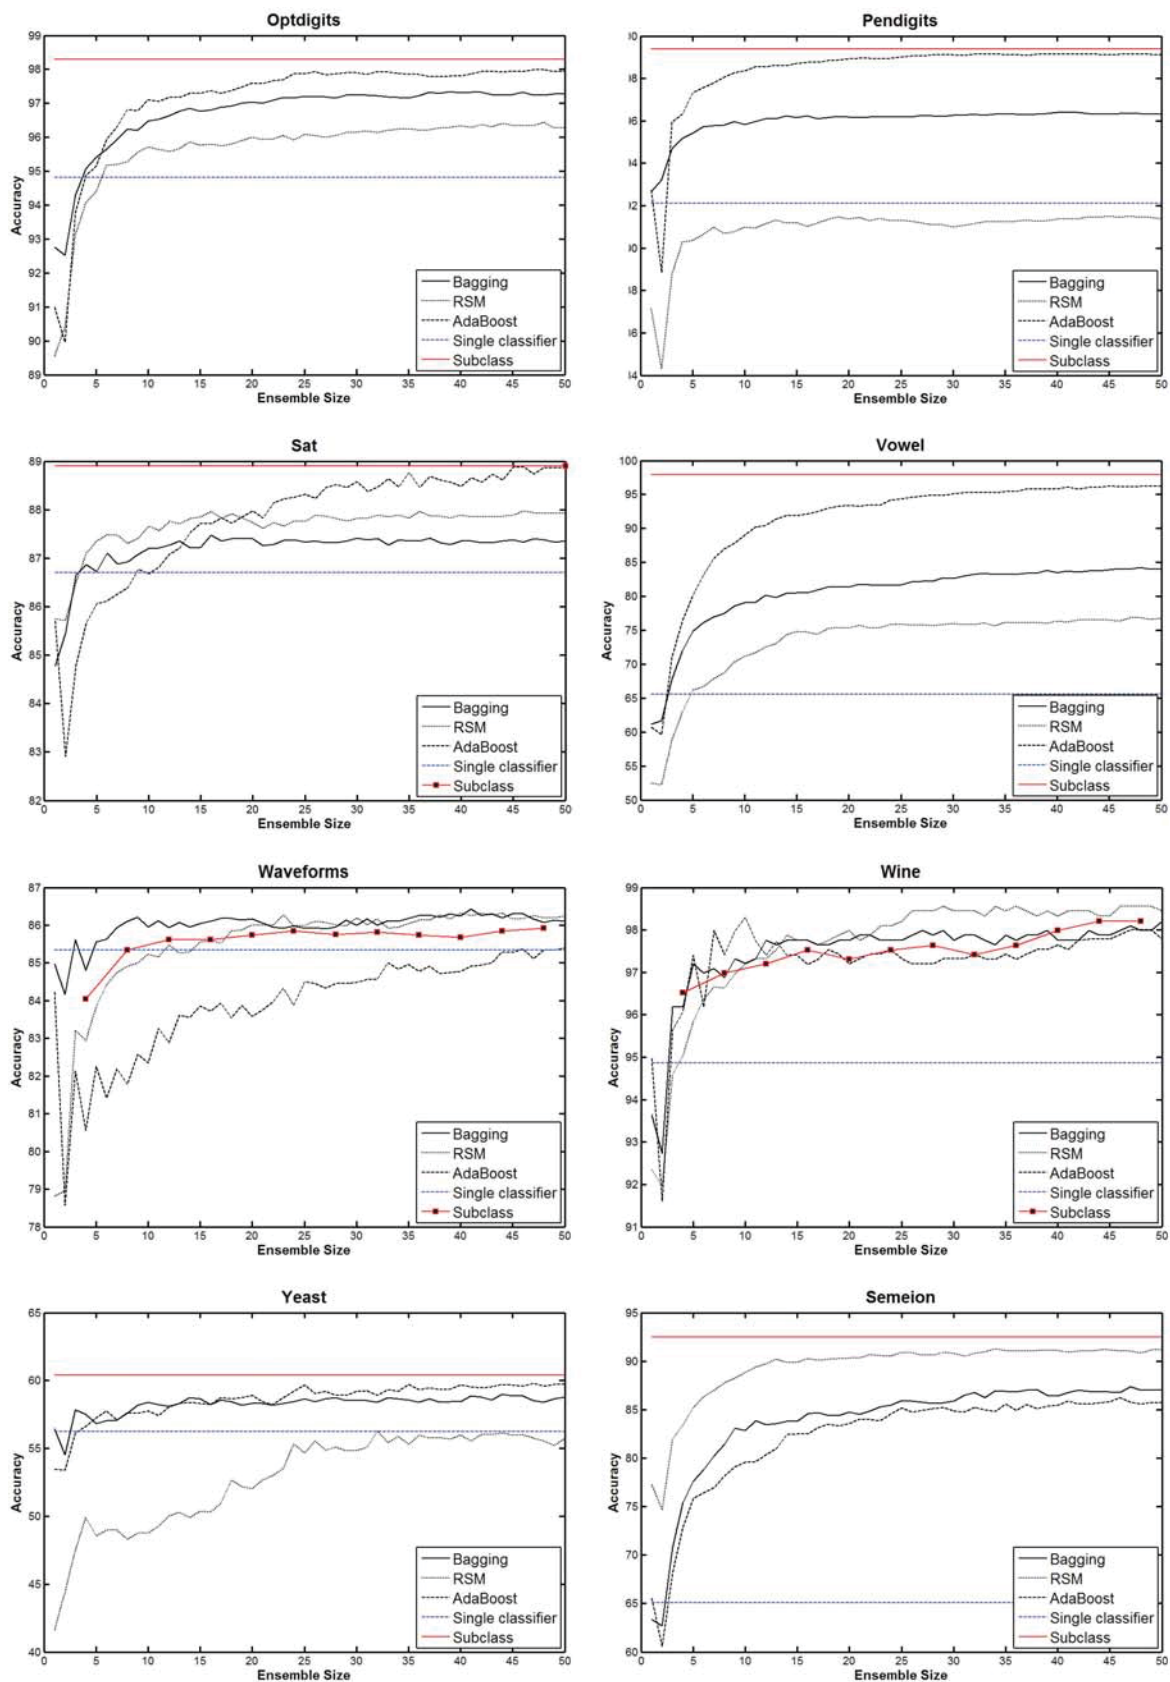 Optdigits
99
98
97
96
95
94
93
92
91
90
89
Accuracy
0 5 10 15 20 25 30 35 40 45 50
Ensemble Size
Bagging
RSM
AdaBoost
Single classifier
Subclass
Pendigits
00
98
96
94
92
90
88
86
84
Accuracy
0 5 10 15 20 25 30 35 40 45 50
Ensemble Size
Bagging
RSM
AdaBoost
Single classifier
Subclass
Sat
89
88
87
86
85
84
83
82
Accuracy
0 5 10 15 20 25 30 35 40 45 50
Ensemble Size
Bagging
RSM
AdaBoost
Single classifier
Subclass
Vowel
100
95
90
85
80
75
70
65
60
55
50
Accuracy
0 5 10 15 20 25 30 35 40 45 50
Ensemble Size
Bagging
RSM
AdaBoost
Single classifier
Subclass
Waveforms
87
86
85
84
83
82
81
80
79
78
Accuracy
0 5 10 15 20 25 30 35 40 45 50
Ensemble Size
Bagging
RSM
AdaBoost
Single classifier
Subclass
Wine
99
98
97
96
95
94
93
92
91
Accuracy
0 5 10 15 20 25 30 35 40 45 50
Ensemble Size
Bagging
RSM
AdaBoost
Single classifier
Subclass
Yeast
65
60
55
50
45
40
Accuracy
0 5 10 15 20 25 30 35 40 45 50
Ensemble Size
Bagging
RSM
AdaBoost
Single classifier
Subclass
Semeion
95
90
85
80
75
70
65
60
Accuracy
0 5 10 15 20 25 30 35 40 45 50
Ensemble Size
Bagging
RSM
AdaBoost
Single classifier
Subclass